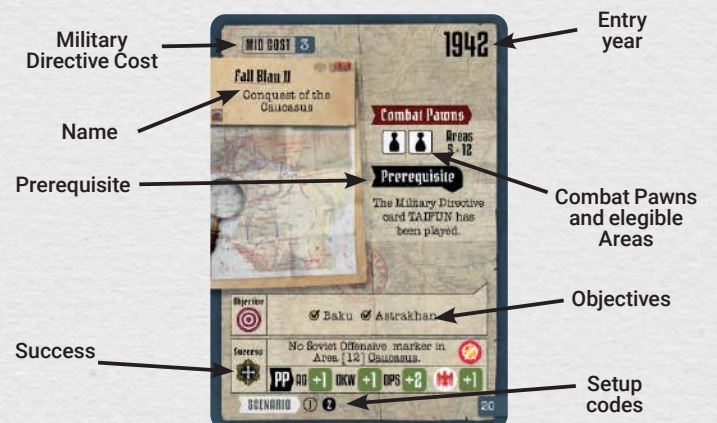 Military
Directive Cost
Name
Prerequisite
Success
MID COST 3
1942
Fall Blau II
Conquest of the
Caucasus
Combat Pawns
Areas
5 - 12
Prerequisite
The Military Directive
card TAIFUN has
been played.
Objective
Baku Astrakhan
Success
No Soviet Offensive marker in
Area [12] Caucasus.
PP AG +1 OKW +1 OPS +2 +1
SCENARIO 1 2
20
Entry
year
Combat Pawns
and elegible
Areas
Objectives
Setup
codes